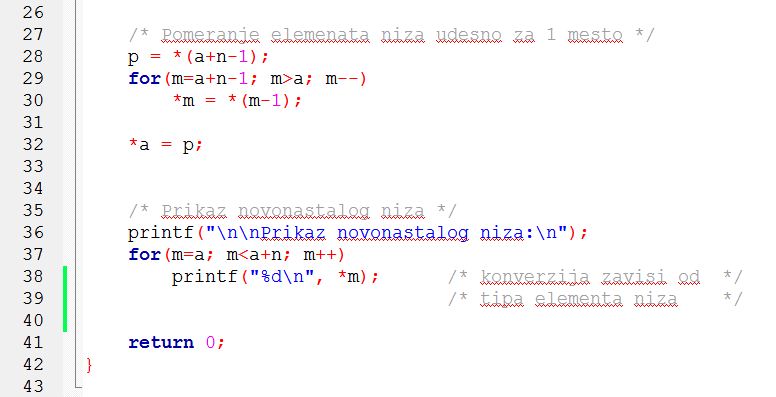 26
27 /* Pomeranje elemenata niza udesno za 1 mesto */
28 p = *(a+n-1);
29 for(m=a+n-1; m>a; m--)
30 *m = *(m-1);
31
32 *a = p;
33
34
35 /* Prikaz novonastalog niza */
36 printf("\n\nPrikaz novonastalog niza:\n");
37 for(m=a; m<a+n; m++)
38 printf("%d\n", *m); /* konverzija zavisi od */
39 /* tipa elementa niza */
40
41 return 0;
42 }
43